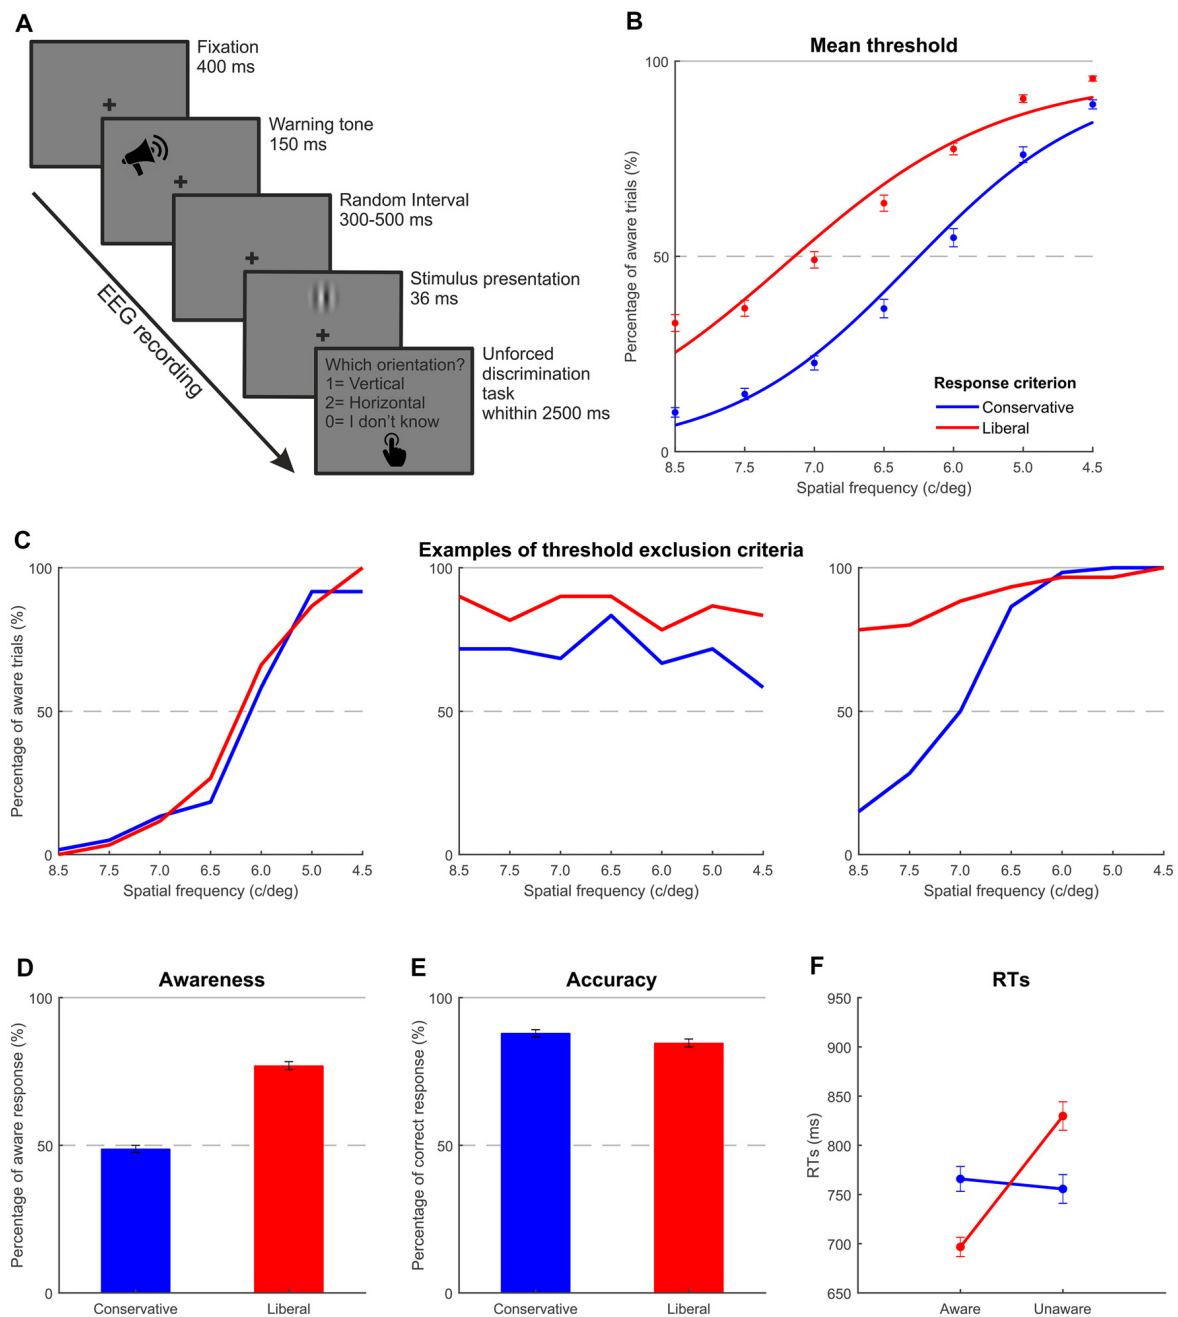 A
Fixation
400 ms
Warning tone
150 ms
Random Interval
300-500 ms
Stimulus presentation
36 ms
Which orientation?
1= Vertical
2= Horizontal
0= I don't know
Unforced
discrimination
task
whithin 2500 ms
EEG recording
B
Mean threshold
Percentage of aware trials (%)
100
50
0
8.5 7.5 7.0 6.5 6.0 5.0 4.5
Spatial frequency (c/deg)
Response criterion
Conservative
Liberal
C
Examples of threshold exclusion criteria
Percentage of aware trials (%)
100
50
0
8.5 7.5 7.0 6.5 6.0 5.0 4.5
Spatial frequency (c/deg)
100
50
0
8.5 7.5 7.0 6.5 6.0 5.0 4.5
Spatial frequency (c/deg)
100
50
0
8.5 7.5 7.0 6.5 6.0 5.0 4.5
Spatial frequency (c/deg)
D
Awareness
Percentage of aware response (%)
100
50
0
Conservative Liberal
E
Accuracy
Percentage of correct response (%)
100
50
0
Conservative Liberal
F
RTs
RTs (ms)
950
900
850
800
750
700
650
Aware Unaware